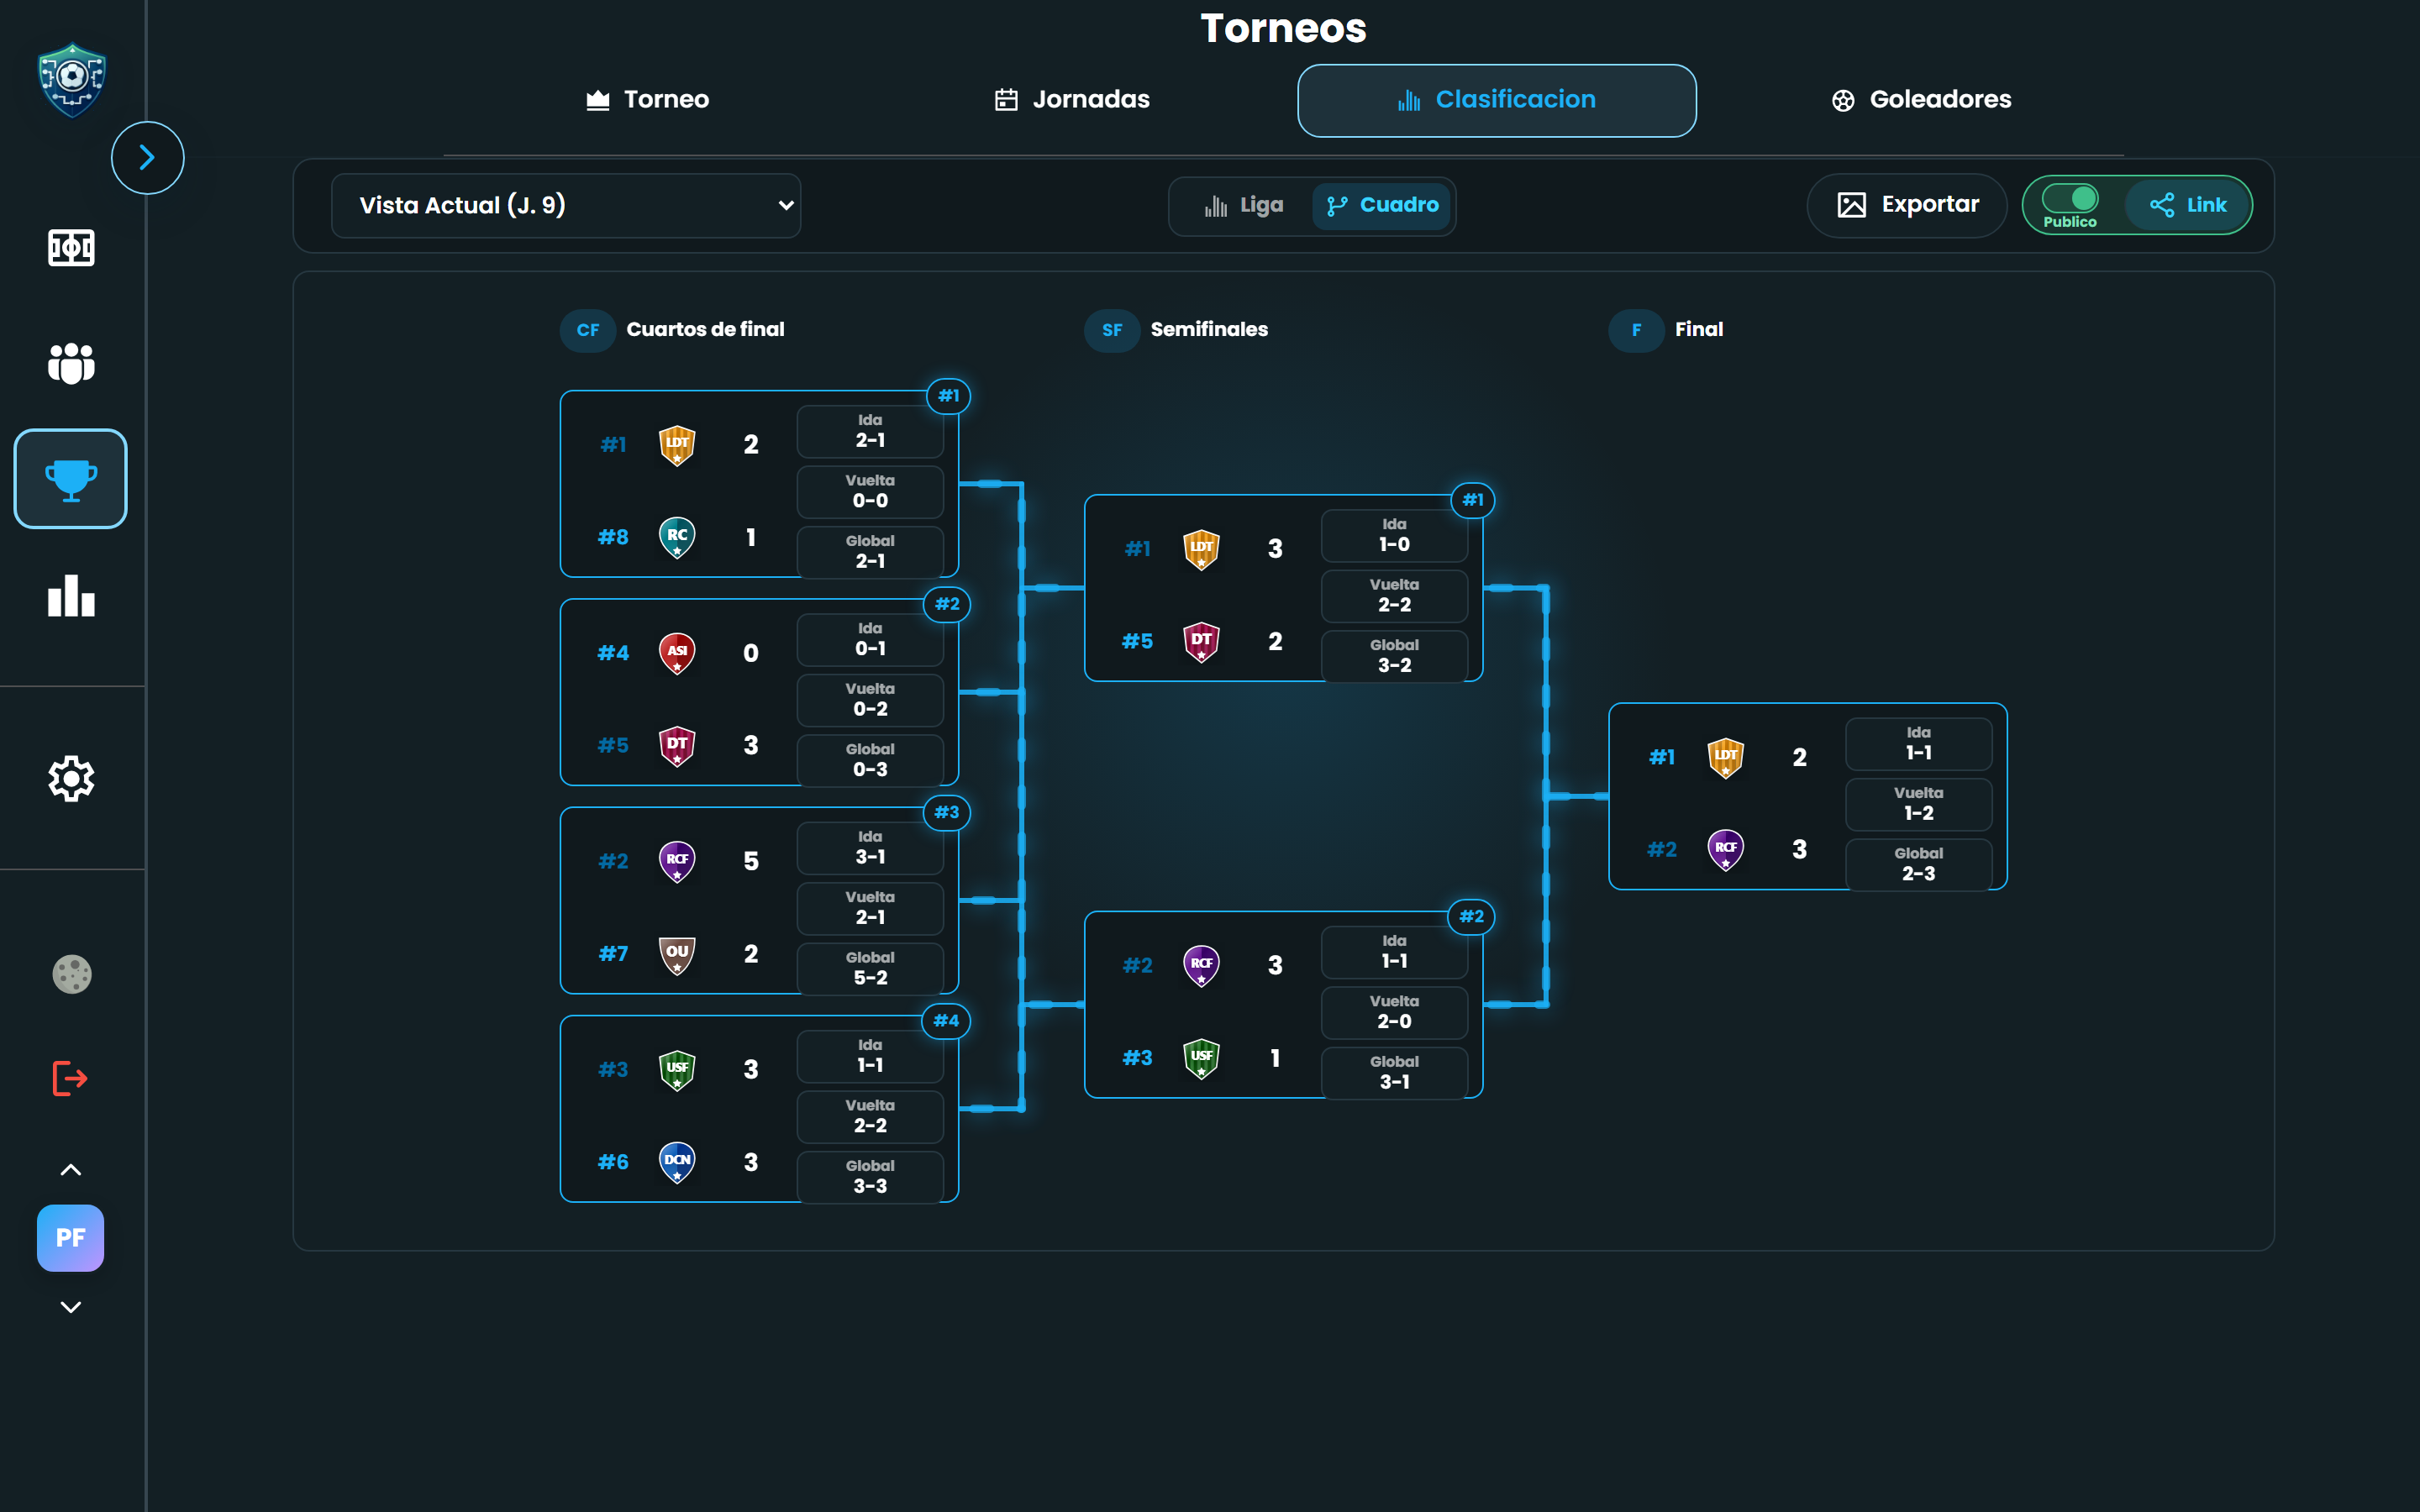 Torneos
Torneo
Jornadas
Clasificacion
Goleadores
Vista Actual (J. 9)
Liga
Cuadro
Exportar
Publico
Link
CF Cuartos de final
SF Semifinales
F Final
#1
#1 LDT 2
#8 RC 1
Ida
2-1
Vuelta
0-0
Global
2-1
#2
#4 ASI 0
#5 DT 3
Ida
0-1
Vuelta
0-2
Global
0-3
#3
#2 RCF 5
#7 OU 2
Ida
3-1
Vuelta
2-1
Global
5-2
#4
#3 USF 3
#6 DCN 3
Ida
1-1
Vuelta
2-2
Global
3-3
#1
#1 LDT 3
#5 DT 2
Ida
1-0
Vuelta
2-2
Global
3-2
#2
#2 RCF 3
#3 USF 1
Ida
1-1
Vuelta
2-0
Global
3-1
#1 LDT 2
#2 RCF 3
Ida
1-1
Vuelta
1-2
Global
2-3
PF